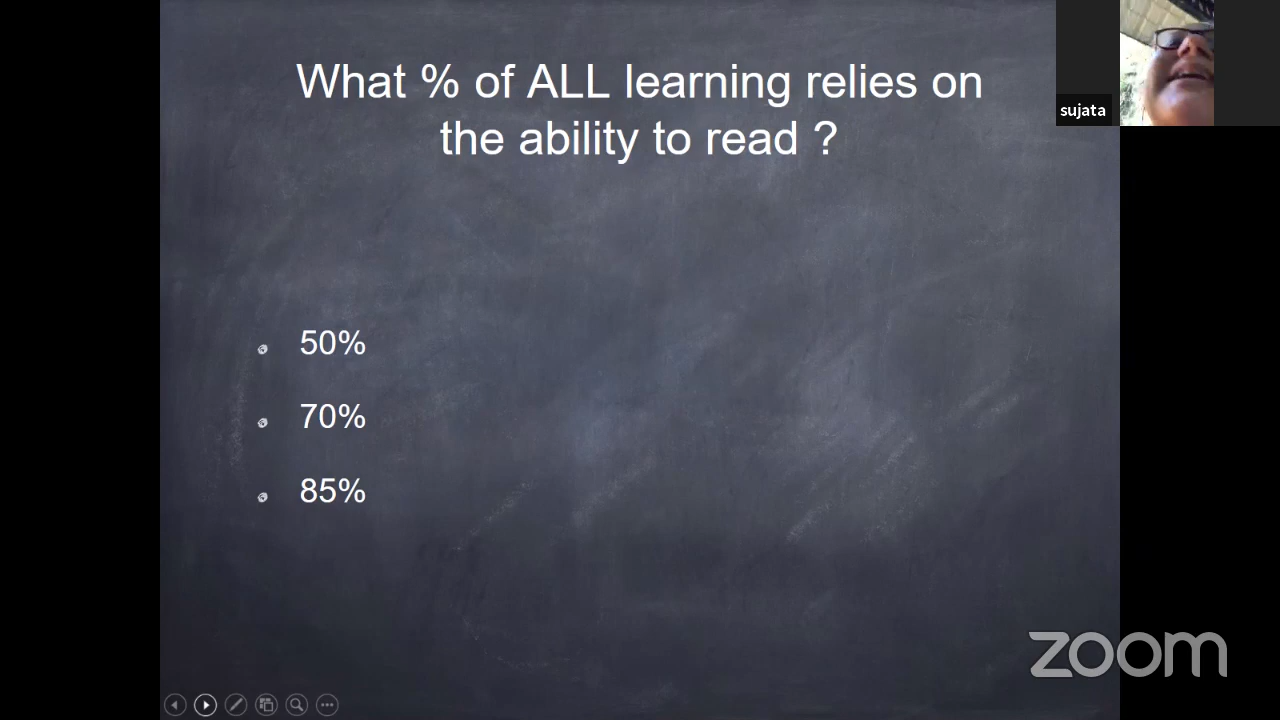 What % of ALL learning relies on
the ability to read ?
sujata
50%
70%
85%
zoom